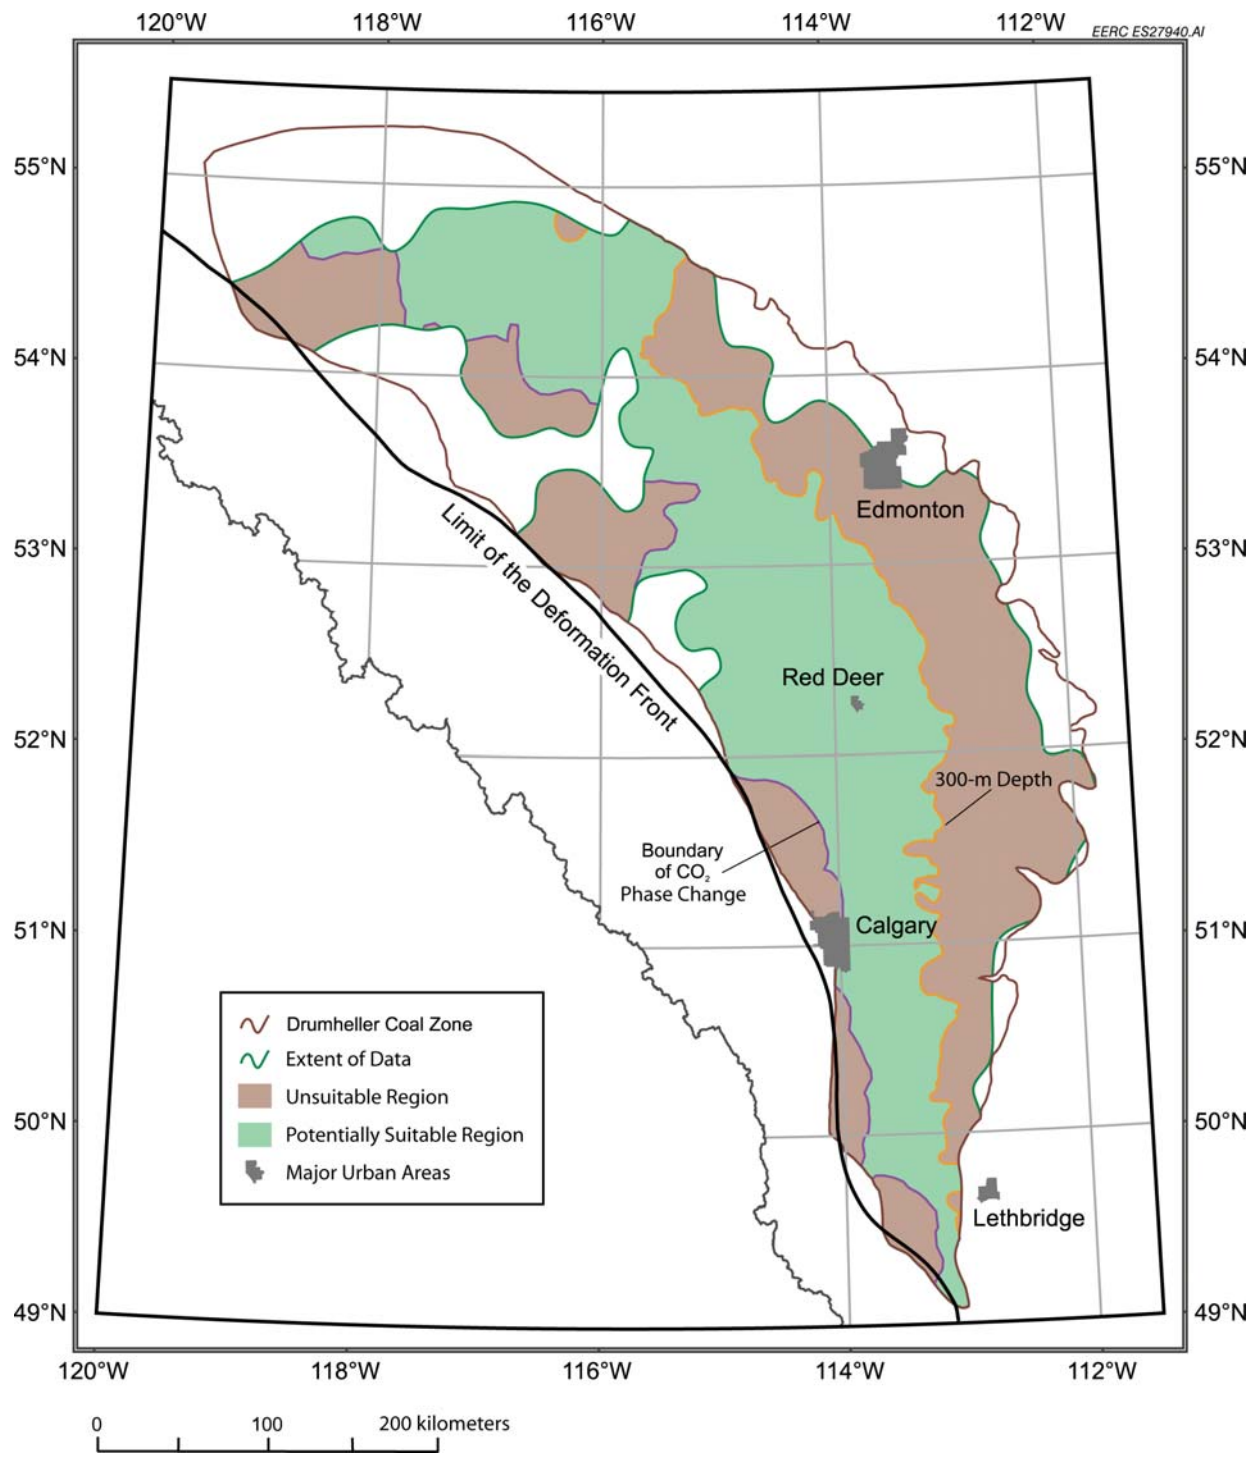 120°W 118°W 116°W 114°W 112°W
EERC ES27940.AI
55°N 55°N
54°N 54°N
Edmonton
53°N 53°N
Limit of the Deformation Front
Red Deer
52°N 52°N
300-m Depth
Boundary
of CO₂
Phase Change
51°N 51°N
Calgary
Drumheller Coal Zone
Extent of Data
Unsuitable Region
50°N 50°N
Potentially Suitable Region
Major Urban Areas
Lethbridge
49°N 49°N
120°W 118°W 116°W 114°W 112°W
0 100 200 kilometers